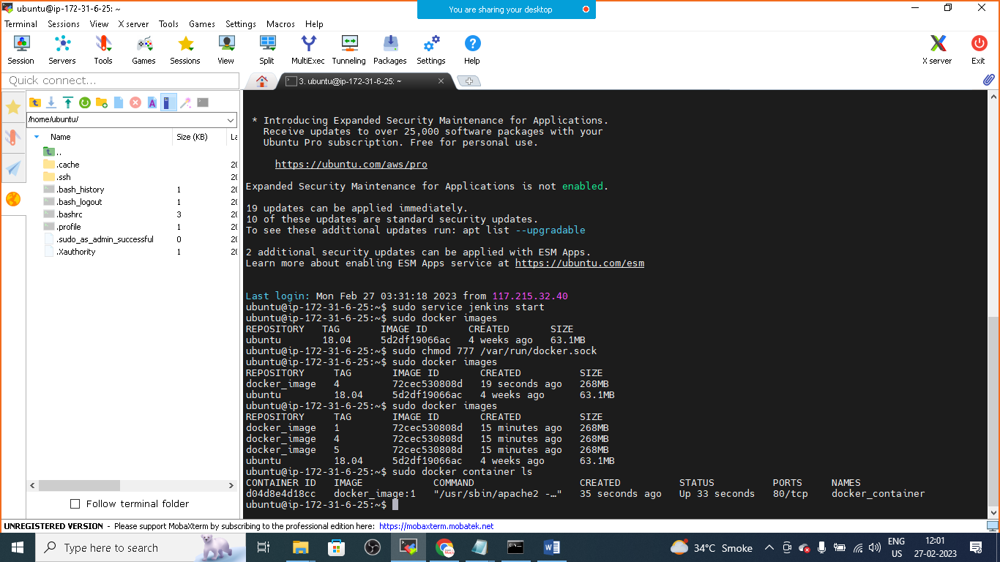 ubuntu@ip-172-31-6-25: ~
You are sharing your desktop
Terminal Sessions View X server Tools Games Settings Macros Help
Session Servers Tools Games Sessions View Split MultiExec Tunneling Packages Settings Help X server Exit
Quick connect...
3. ubuntu@ip-172-31-6-25: ~
/home/ubuntu/
Name Size (KB) La
..
.cache 20
.ssh 20
.bash_history 1 20
.bash_logout 1 20
.bashrc 3 20
.profile 1 20
.sudo_as_admin_successful 0 20
.Xauthority 1 20
Follow terminal folder
* Introducing Expanded Security Maintenance for Applications.
Receive updates to over 25,000 software packages with your
Ubuntu Pro subscription. Free for personal use.
https://ubuntu.com/aws/pro
Expanded Security Maintenance for Applications is not enabled.
19 updates can be applied immediately.
10 of these updates are standard security updates.
To see these additional updates run: apt list --upgradable
2 additional security updates can be applied with ESM Apps.
Learn more about enabling ESM Apps service at https://ubuntu.com/esm
Last login: Mon Feb 27 03:31:18 2023 from 117.215.32.40
ubuntu@ip-172-31-6-25:~$ sudo service jenkins start
ubuntu@ip-172-31-6-25:~$ sudo docker images
REPOSITORY TAG IMAGE ID CREATED SIZE
ubuntu 18.04 5d2df19066ac 4 weeks ago 63.1MB
ubuntu@ip-172-31-6-25:~$ sudo chmod 777 /var/run/docker.sock
ubuntu@ip-172-31-6-25:~$ sudo docker images
REPOSITORY TAG IMAGE ID CREATED SIZE
docker_image 4 72cec530808d 19 seconds ago 268MB
ubuntu 18.04 5d2df19066ac 4 weeks ago 63.1MB
ubuntu@ip-172-31-6-25:~$ sudo docker images
REPOSITORY TAG IMAGE ID CREATED SIZE
docker_image 1 72cec530808d 15 minutes ago 268MB
docker_image 4 72cec530808d 15 minutes ago 268MB
docker_image 5 72cec530808d 15 minutes ago 268MB
ubuntu 18.04 5d2df19066ac 4 weeks ago 63.1MB
ubuntu@ip-172-31-6-25:~$ sudo docker container ls
CONTAINER ID IMAGE COMMAND CREATED STATUS PORTS NAMES
d04d8e4d18cc docker_image:1 "/usr/sbin/apache2 -…" 35 seconds ago Up 33 seconds 80/tcp docker_container
ubuntu@ip-172-31-6-25:~$
UNREGISTERED VERSION - Please support MobaXterm by subscribing to the professional edition here: https://mobaxterm.mobatek.net
Type here to search
34°C Smoke
ENG
US
12:01
27-02-2023